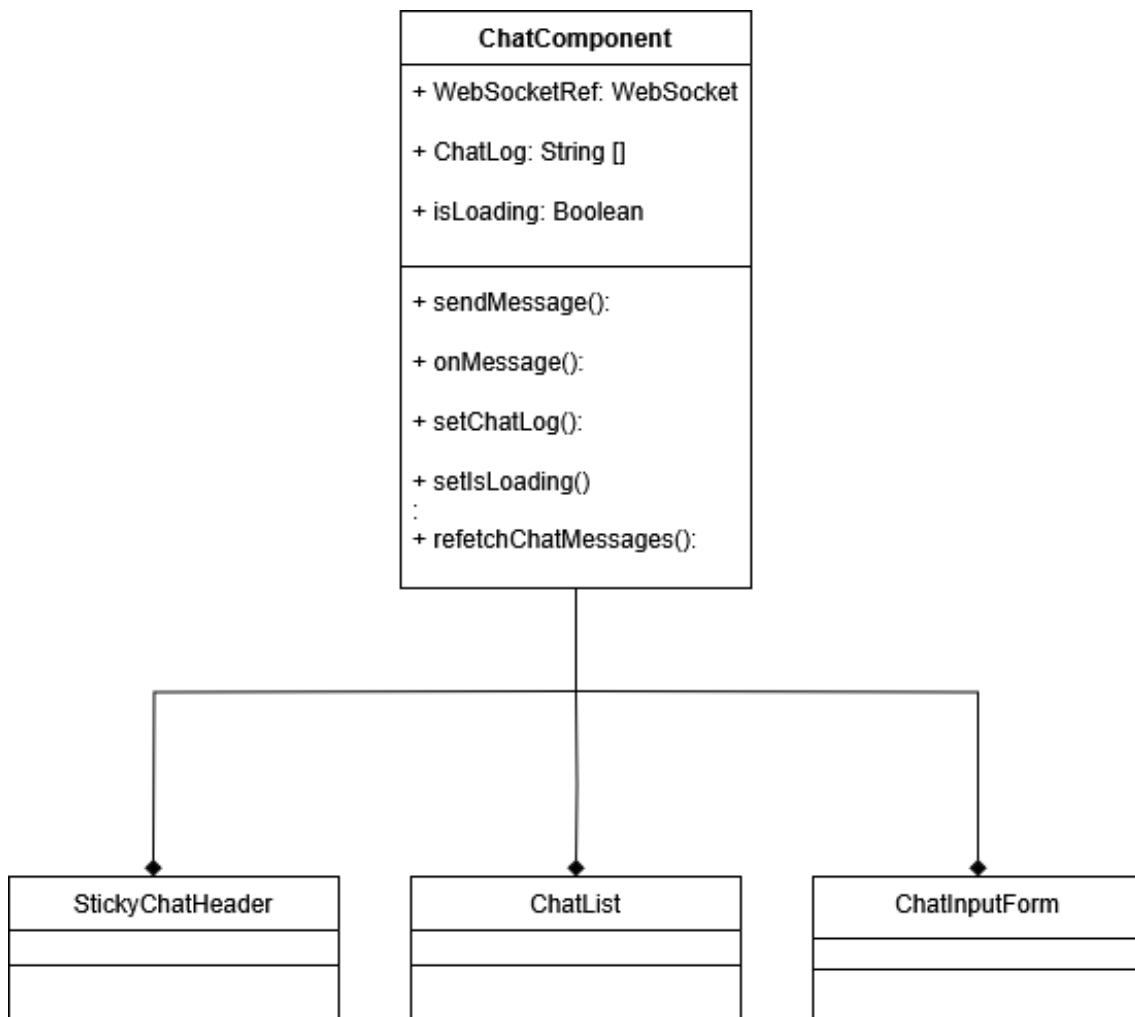 ChatComponent
+ WebSocketRef: WebSocket
+ ChatLog: String []
+ isLoading: Boolean
+ sendMessage():
+ onMessage():
+ setChatLog():
+ setIsLoading()
:
+ refetchChatMessages():
StickyChatHeader
ChatList
ChatInputForm